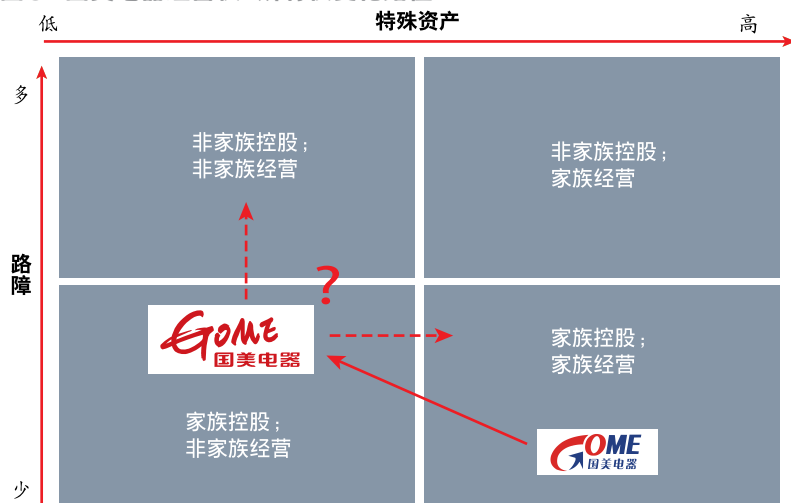 特殊资产
低
高
多
非家族控股；
非家族经营
非家族控股；
家族经营
路障
?
GOME
国美电器
家族控股；
家族经营
家族控股；
非家族经营
GOME
国美电器
少